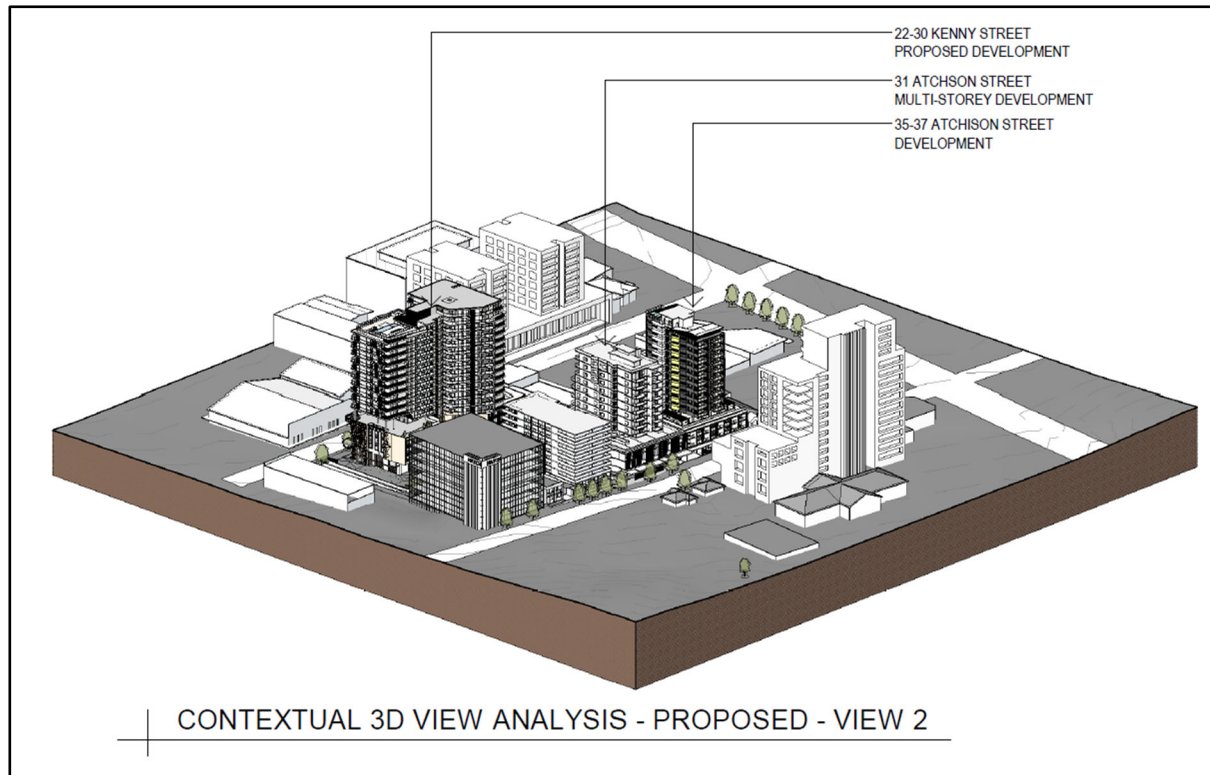 22-30 KENNY STREET
PROPOSED DEVELOPMENT
31 ATCHSON STREET
MULTI-STOREY DEVELOPMENT
35-37 ATCHISON STREET
DEVELOPMENT
CONTEXTUAL 3D VIEW ANALYSIS - PROPOSED - VIEW 2